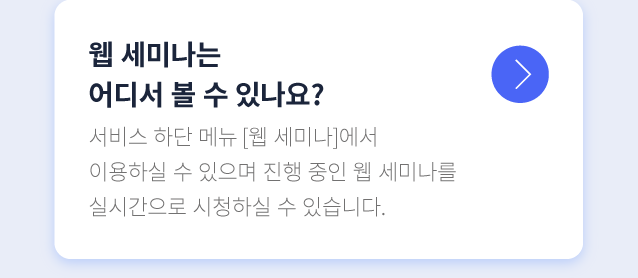 웹 세미나는
어디서 볼 수 있나요?
서비스 하단 메뉴 [웹 세미나]에서
이용하실 수 있으며 진행 중인 웹 세미나를
실시간으로 시청하실 수 있습니다.